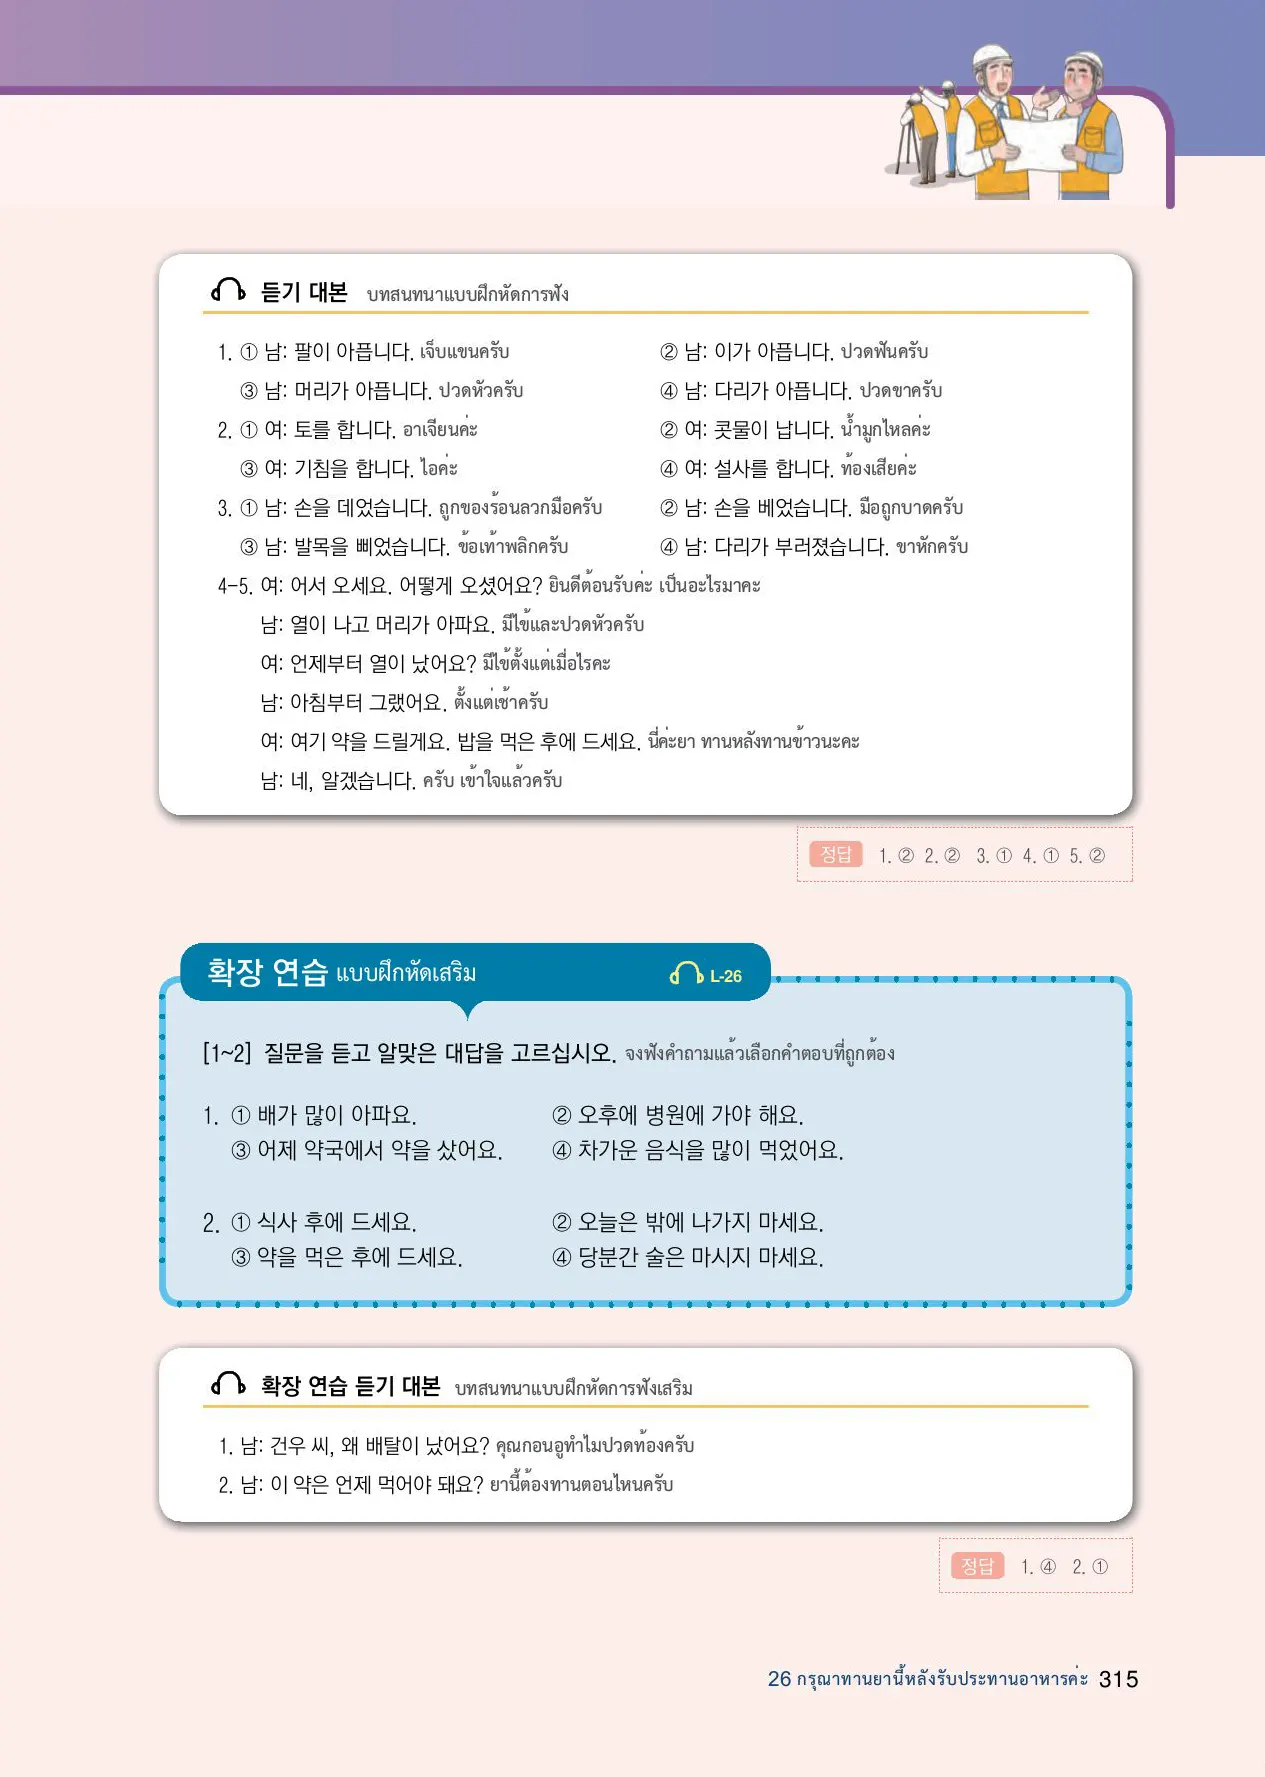 듣기 대본 บทสนทนาแบบฝึกหัดการฟัง
1. ① 남: 팔이 아픕니다. เจ็บแขนครับ ② 남: 이가 아픕니다. ปวดฟันครับ
③ 남: 머리가 아픕니다. ปวดหัวครับ ④ 남: 다리가 아픕니다. ปวดขาครับ
2. ① 여: 토를 합니다. อาเจียนค่ะ ② 여: 콧물이 납니다. น้ำมูกไหลค่ะ
③ 여: 기침을 합니다. ไอค่ะ ④ 여: 설사를 합니다. ท้องเสียค่ะ
3. ① 남: 손을 데었습니다. ถูกของร้อนลวกมือครับ ② 남: 손을 베었습니다. มือถูกบาดครับ
③ 남: 발목을 삐었습니다. ข้อเท้าพลิกครับ ④ 남: 다리가 부러졌습니다. ขาหักครับ
4-5. 여: 어서 오세요. 어떻게 오셨어요? ยินดีต้อนรับค่ะ เป็นอะไรมาคะ
남: 열이 나고 머리가 아파요. มีไข้และปวดหัวครับ
여: 언제부터 열이 났어요? มีไข้ตั้งแต่เมื่อไรคะ
남: 아침부터 그랬어요. ตั้งแต่เช้าครับ
여: 여기 약을 드릴게요. 밥을 먹은 후에 드세요. นี่ค่ะยา ทานหลังทานข้าวนะคะ
남: 네, 알겠습니다. ครับ เข้าใจแล้วครับ
정답 1. ② 2. ② 3. ① 4. ① 5. ②
확장 연습 แบบฝึกหัดเสริม L-26
[1~2] 질문을 듣고 알맞은 대답을 고르십시오. จงฟังคำถามแล้วเลือกคำตอบที่ถูกต้อง
1. ① 배가 많이 아파요. ② 오후에 병원에 가야 해요.
③ 어제 약국에서 약을 샀어요. ④ 차가운 음식을 많이 먹었어요.
2. ① 식사 후에 드세요. ② 오늘은 밖에 나가지 마세요.
③ 약을 먹은 후에 드세요. ④ 당분간 술은 마시지 마세요.
확장 연습 듣기 대본 บทสนทนาแบบฝึกหัดการฟังเสริม
1. 남: 건우 씨, 왜 배탈이 났어요? คุณกอนอูทำไมปวดท้องครับ
2. 남: 이 약은 언제 먹어야 돼요? ยานี้ต้องทานตอนไหนครับ
정답 1. ④ 2. ①
26 กรุณาทานยานี้หลังรับประทานอาหารค่ะ 315